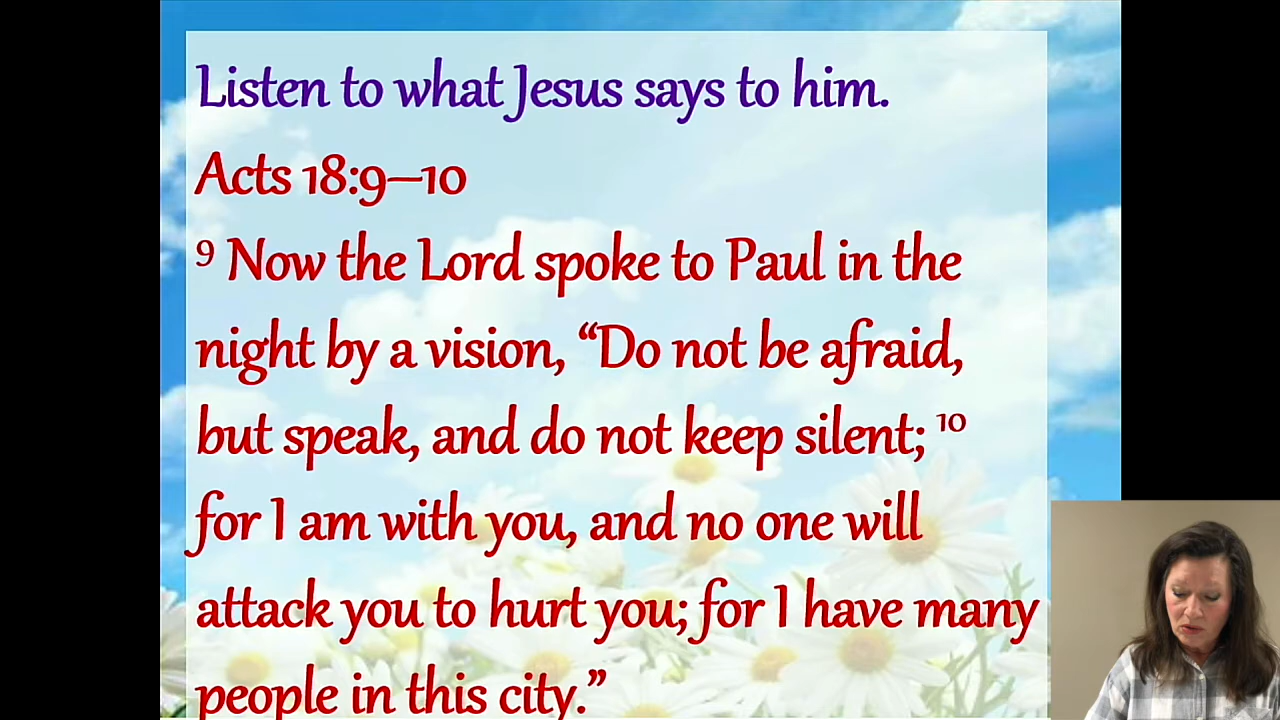 Listen to what Jesus says to him.
Acts 18:9–10
⁹ Now the Lord spoke to Paul in the
night by a vision, “Do not be afraid,
but speak, and do not keep silent; ¹⁰
for I am with you, and no one will
attack you to hurt you; for I have many
people in this city.”